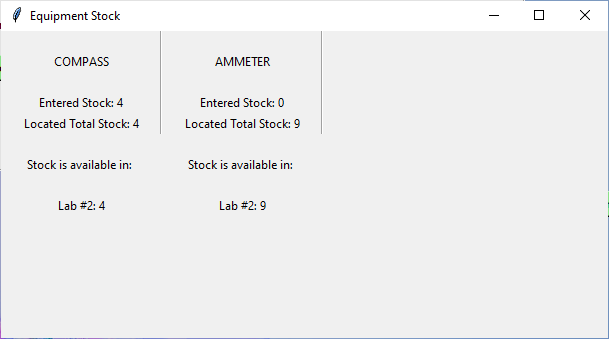 Equipment Stock
COMPASS
Entered Stock: 4
Located Total Stock: 4
Stock is available in:
Lab #2: 4
AMMETER
Entered Stock: 0
Located Total Stock: 9
Stock is available in:
Lab #2: 9